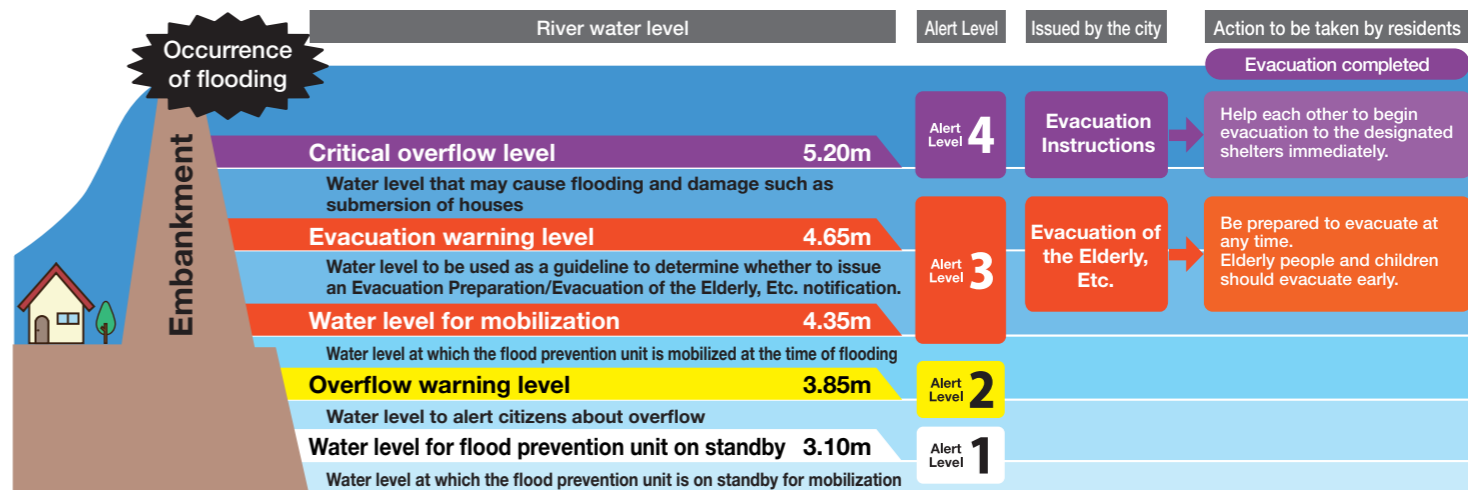 River water level
Alert Level
Issued by the city
Action to be taken by residents
Occurrence
of flooding
Evacuation completed
Embankment
Critical overflow level 5.20m
Water level that may cause flooding and damage such as
submersion of houses
Alert
Level 4
Evacuation
Instructions
Help each other to begin
evacuation to the designated
shelters immediately.
Evacuation warning level 4.65m
Water level to be used as a guideline to determine whether to issue
an Evacuation Preparation/Evacuation of the Elderly, Etc. notification.
Water level for mobilization 4.35m
Water level at which the flood prevention unit is mobilized at the time of flooding
Alert
Level 3
Evacuation of
the Elderly,
Etc.
Be prepared to evacuate at
any time.
Elderly people and children
should evacuate early.
Overflow warning level 3.85m
Water level to alert citizens about overflow
Alert
Level 2
Water level for flood prevention unit on standby 3.10m
Water level at which the flood prevention unit is on standby for mobilization
Alert
Level 1